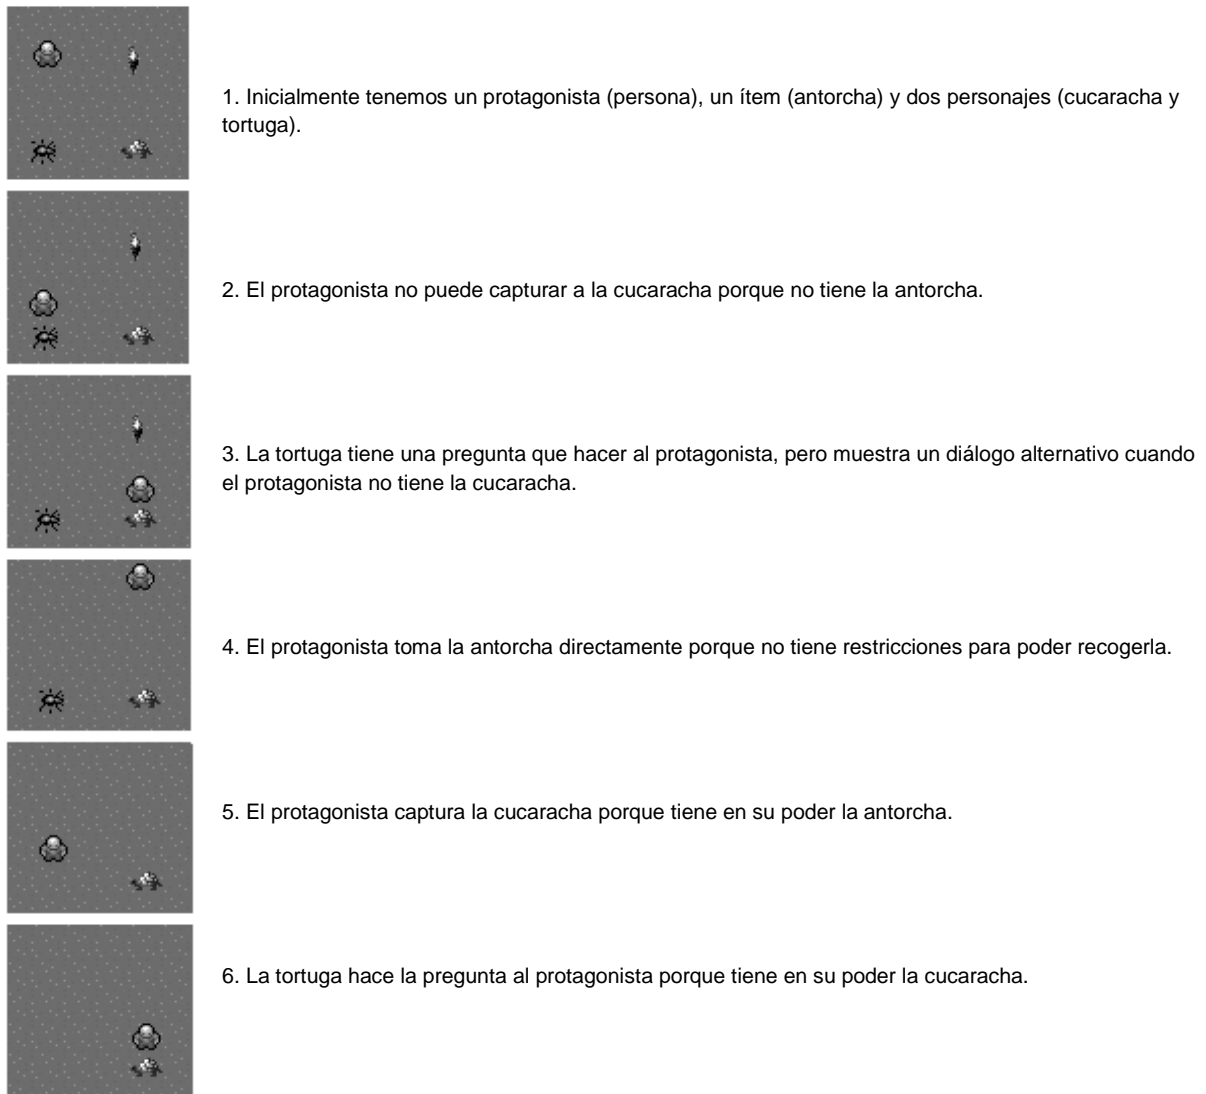 1. Inicialmente tenemos un protagonista (persona), un ítem (antorcha) y dos personajes (cucaracha y
tortuga).
2. El protagonista no puede capturar a la cucaracha porque no tiene la antorcha.
3. La tortuga tiene una pregunta que hacer al protagonista, pero muestra un diálogo alternativo cuando
el protagonista no tiene la cucaracha.
4. El protagonista toma la antorcha directamente porque no tiene restricciones para poder recogerla.
5. El protagonista captura la cucaracha porque tiene en su poder la antorcha.
6. La tortuga hace la pregunta al protagonista porque tiene en su poder la cucaracha.